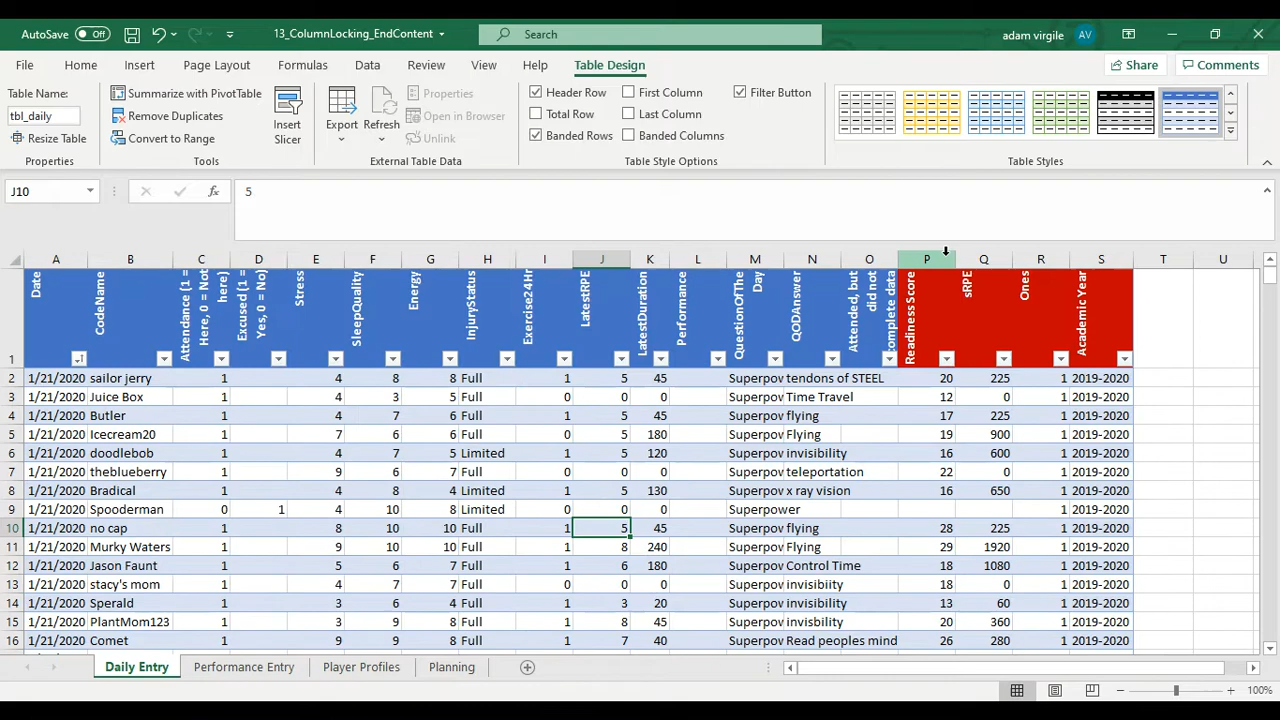 AutoSave Off 13_ColumnLocking_EndContent Search adam virgile AV
File Home Insert Page Layout Formulas Data Review View Help Table Design Share Comments
Table Name: Summarize with PivotTable Properties Header Row First Column Filter Button
tbl_daily Remove Duplicates Insert Slicer Export Refresh Open in Browser Total Row Last Column
Resize Table Convert to Range Unlink Banded Rows Banded Columns
Properties Tools External Table Data Table Style Options Table Styles
J10 fx 5
A B C D E F G H I J K L M N O P Q R S T U
1 Date CodeName Attendance (1 = Here, 0 = Not here) Excused (1 = Yes, 0 = No) Stress SleepQuality Energy InjuryStatus Exercise24Hr LatestRPE LatestDuration Performance QuestionOfThe Day QODAnswer Attended, but did not complete data Readiness Score sRPE Ones Academic Year
2 1/21/2020 sailor jerry 1 4 8 8 Full 1 5 45 Superpov tendons of STEEL 20 225 1 2019-2020
3 1/21/2020 Juice Box 1 4 3 5 Full 0 0 0 Superpov Time Travel 12 0 1 2019-2020
4 1/21/2020 Butler 1 4 7 6 Full 1 5 45 Superpov flying 17 225 1 2019-2020
5 1/21/2020 Icecream20 1 7 6 6 Full 0 5 180 Superpov Flying 19 900 1 2019-2020
6 1/21/2020 doodlebob 1 4 7 5 Limited 1 5 120 Superpov invisibility 16 600 1 2019-2020
7 1/21/2020 theblueberry 1 9 6 7 Full 0 0 0 Superpov teleportation 22 0 1 2019-2020
8 1/21/2020 Bradical 1 4 8 4 Limited 1 5 130 Superpov x ray vision 16 650 1 2019-2020
9 1/21/2020 Spooderman 0 1 4 10 8 Limited 0 0 0 Superpower 1 2019-2020
10 1/21/2020 no cap 1 8 10 10 Full 1 5 45 Superpov flying 28 225 1 2019-2020
11 1/21/2020 Murky Waters 1 9 10 10 Full 1 8 240 Superpov Flying 29 1920 1 2019-2020
12 1/21/2020 Jason Faunt 1 5 6 7 Full 1 6 180 Superpov Control Time 18 1080 1 2019-2020
13 1/21/2020 stacy's mom 1 4 7 7 Full 0 0 0 Superpov invisibiity 18 0 1 2019-2020
14 1/21/2020 Sperald 1 3 6 4 Full 1 3 20 Superpov invisibility 13 60 1 2019-2020
15 1/21/2020 PlantMom123 1 3 9 8 Full 1 8 45 Superpov invisibility 20 360 1 2019-2020
16 1/21/2020 Comet 1 9 9 8 Full 1 7 40 Superpov Read peoples mind 26 280 1 2019-2020
Daily Entry Performance Entry Player Profiles Planning
100%